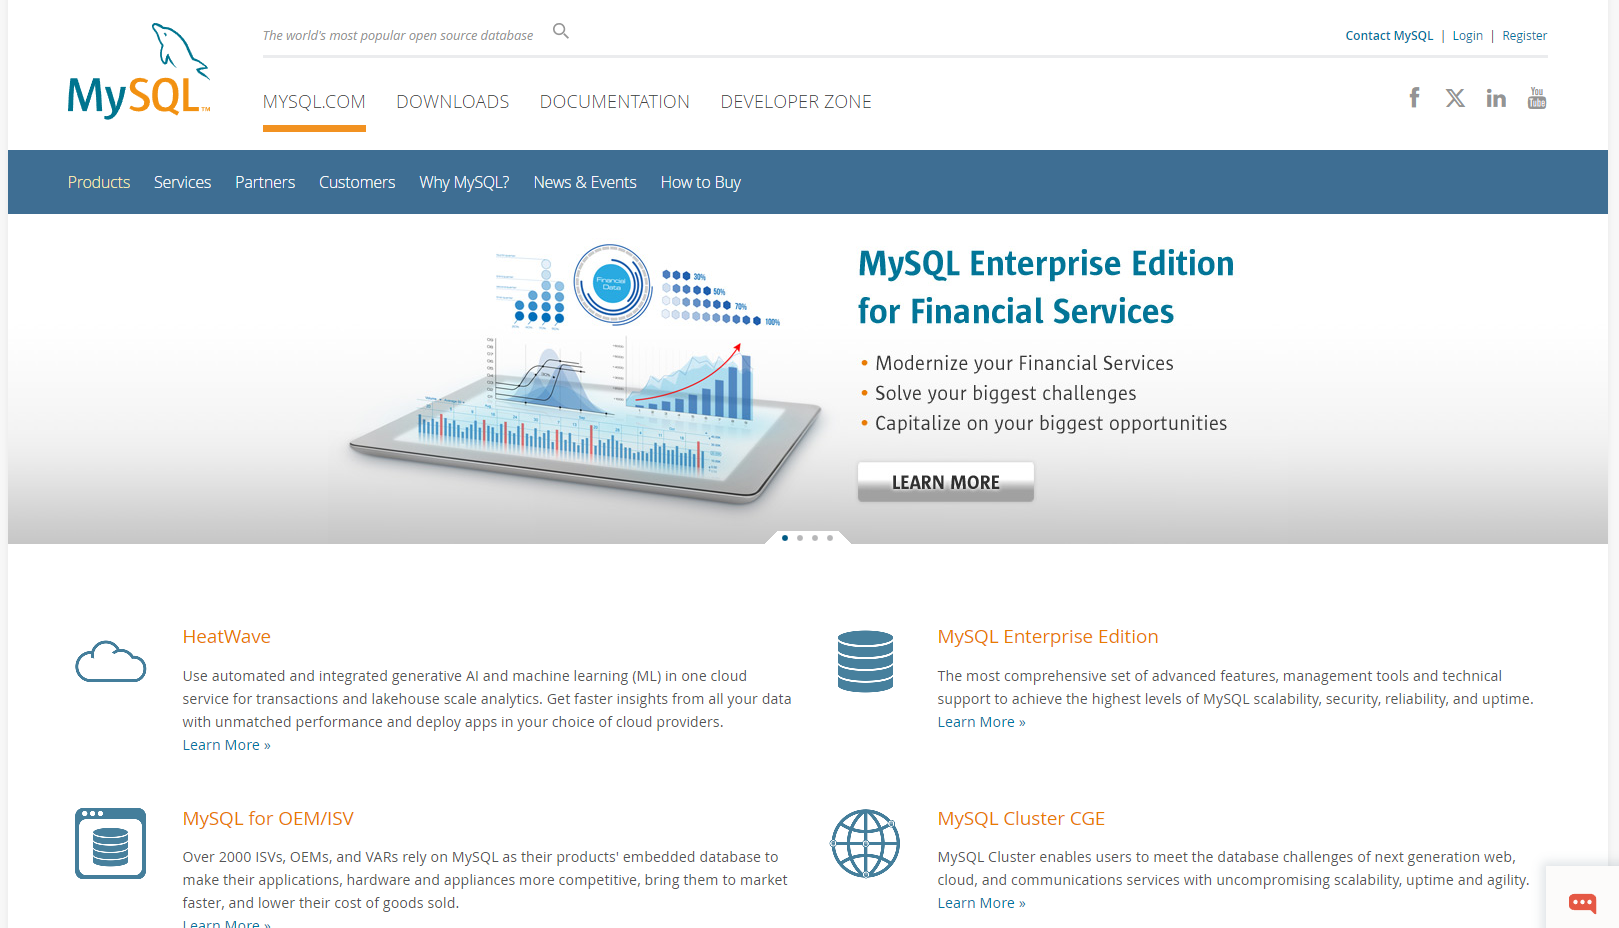 The world's most popular open source database
Contact MySQL | Login | Register
MySQL™
MYSQL.COM DOWNLOADS DOCUMENTATION DEVELOPER ZONE
You
Tube
Products Services Partners Customers Why MySQL? News & Events How to Buy
MySQL Enterprise Edition
for Financial Services
• Modernize your Financial Services
• Solve your biggest challenges
• Capitalize on your biggest opportunities
LEARN MORE
Financial
Data
30%
50%
70%
100%
HeatWave
Use automated and integrated generative AI and machine learning (ML) in one cloud
service for transactions and lakehouse scale analytics. Get faster insights from all your data
with unmatched performance and deploy apps in your choice of cloud providers.
Learn More »
MySQL Enterprise Edition
The most comprehensive set of advanced features, management tools and technical
support to achieve the highest levels of MySQL scalability, security, reliability, and uptime.
Learn More »
MySQL for OEM/ISV
Over 2000 ISVs, OEMs, and VARs rely on MySQL as their products' embedded database to
make their applications, hardware and appliances more competitive, bring them to market
faster, and lower their cost of goods sold.
Learn More »
MySQL Cluster CGE
MySQL Cluster enables users to meet the database challenges of next generation web,
cloud, and communications services with uncompromising scalability, uptime and agility.
Learn More »